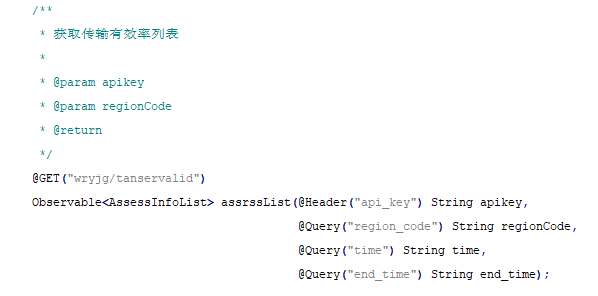 /**
* 获取传输有效率列表
*
* @param apikey
* @param regionCode
* @return
*/
@GET("wryjg/tanservalid")
Observable<AssessInfoList> assrssList(@Header("api_key") String apikey,
@Query("region_code") String regionCode,
@Query("time") String time,
@Query("end_time") String end_time);